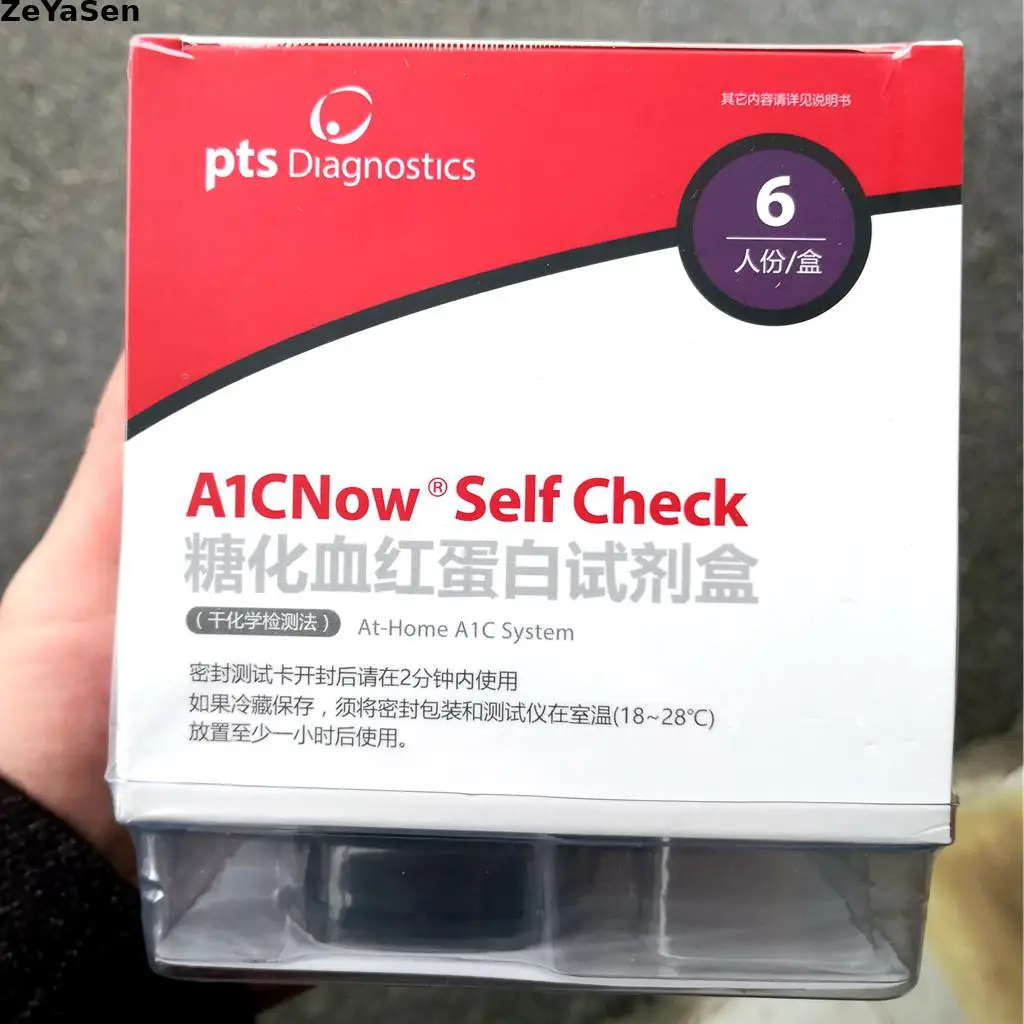 ZeYaSen
pts Diagnostics
其它内容请详见说明书
6
人份/盒
A1CNow® Self Check
糖化血红蛋白试剂盒
(干化学检测法) At-Home A1C System
密封测试卡开封后请在2分钟内使用
如果冷藏保存，须将密封包装和测试仪在室温(18~28℃)
放置至少一小时后使用。